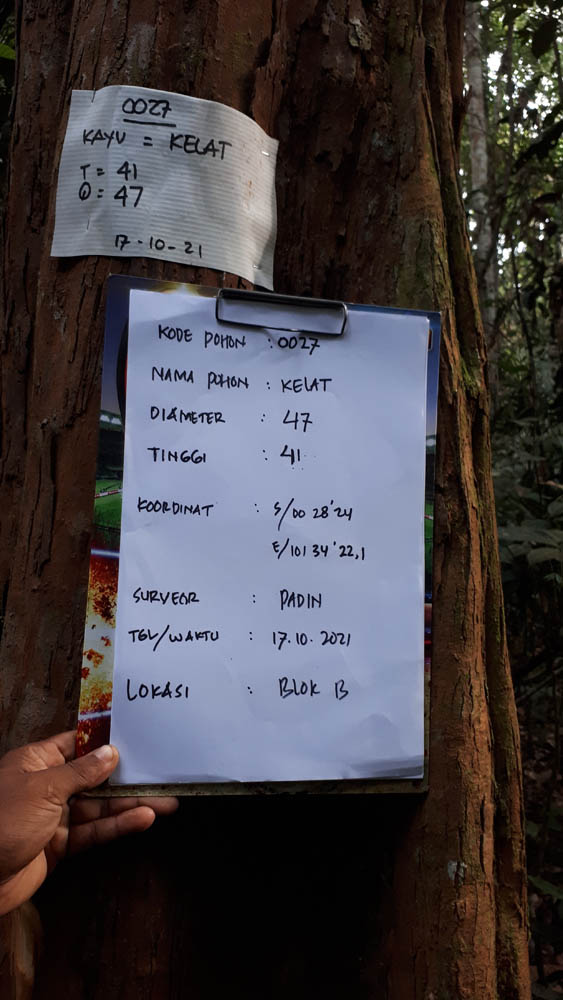 0027
KAYU = KELAT
T = 41
Q = 47
17-10-21
KODE POHON : 0027
NAMA POHON : KELAT
DIAMETER : 47
TINGGI : 41
KOORDINAT : S/00 28'24
E/101 34'22,1
SURVEOR : PADIN
TGL/WAKTU : 17.10.2021
LOKASI : BLOK B